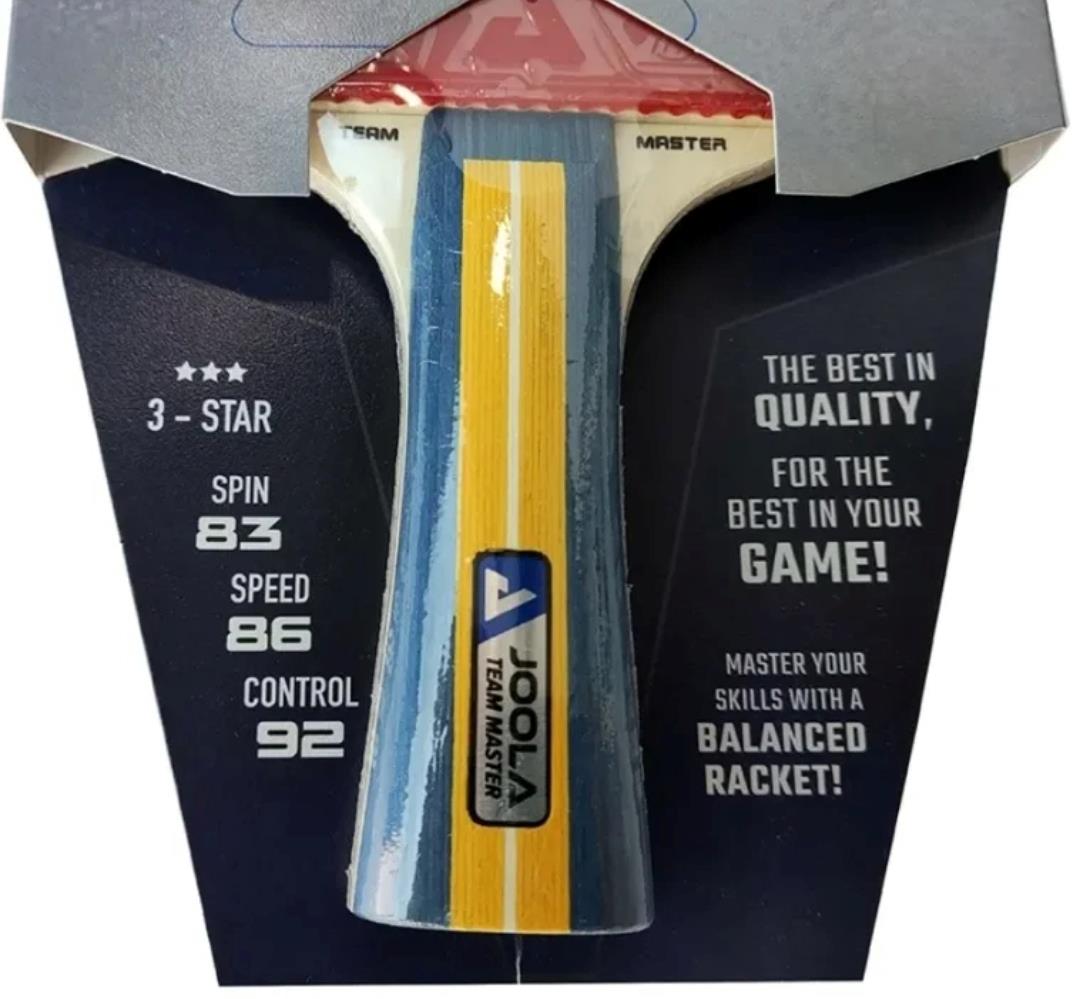 TEAM
MASTER
3 - STAR
SPIN
83
SPEED
86
CONTROL
92
THE BEST IN
QUALITY,
FOR THE
BEST IN YOUR
GAME!
MASTER YOUR
SKILLS WITH A
BALANCED
RACKET!
JOOLA
TEAM MASTER